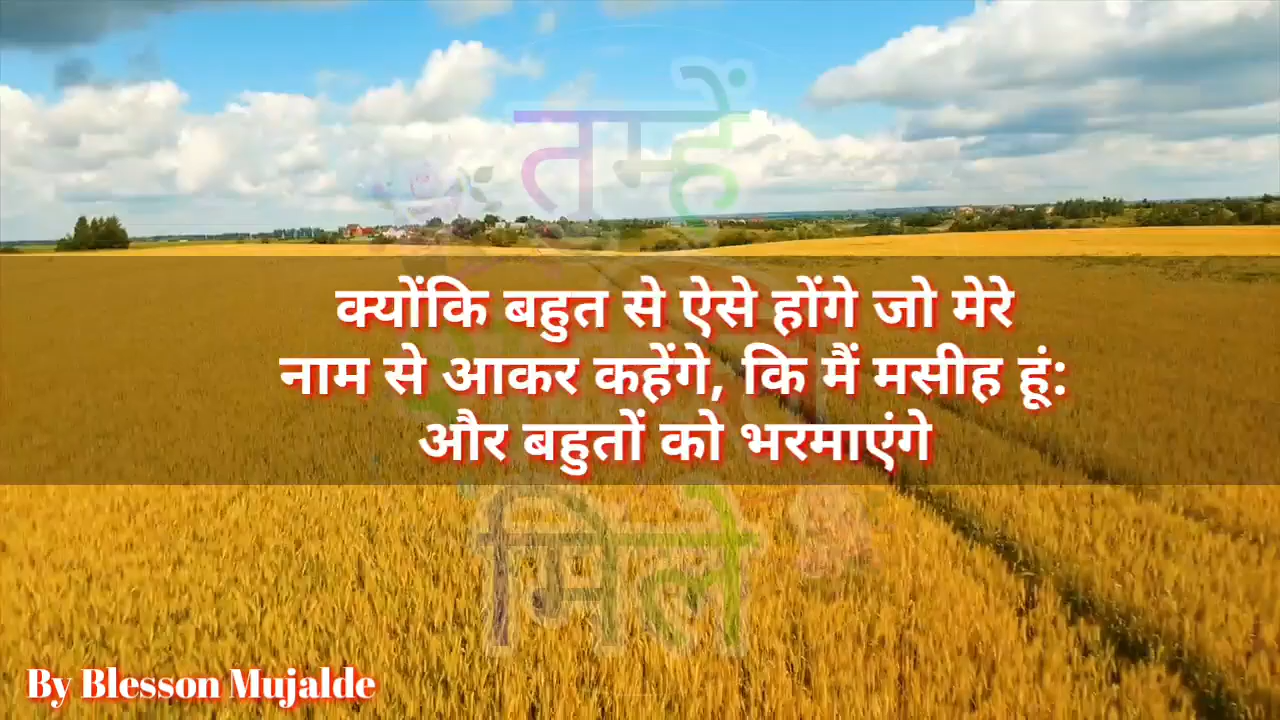 तुम्हें
क्योंकि बहुत से ऐसे होंगे जो मेरे
नाम से आकर कहेंगे, कि मैं मसीह हूं:
और बहुतों को भरमाएंगे
मिले
By Blesson Mujalde